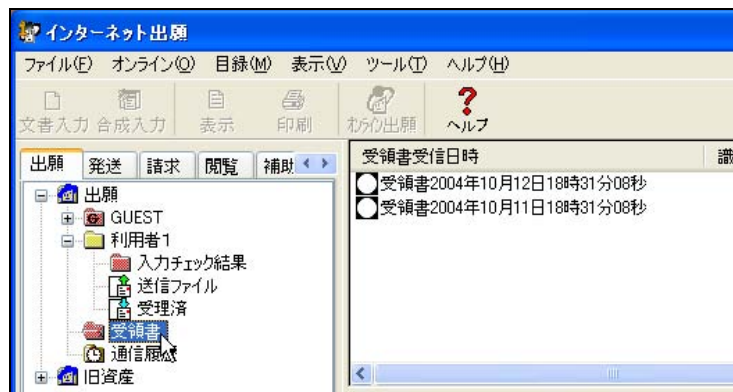 インターネット出願
ファイル(F) オンライン(O) 目録(M) 表示(V) ツール(T) ヘルプ(H)
文書入力 合成入力 表示 印刷 オンライン出願 ヘルプ
出願 発送 請求 閲覧 補助
出願
GUEST
利用者1
入力チェック結果
送信ファイル
受理済
受領書
通信履歴
旧資産
受領書受信日時 識
受領書2004年10月12日18時31分08秒
受領書2004年10月11日18時31分08秒